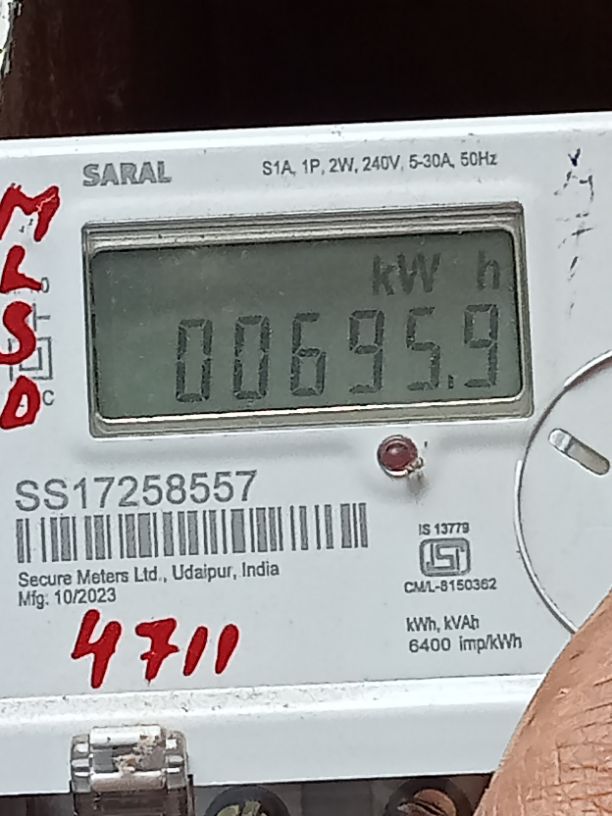 SARAL
S1A, 1P, 2W, 240V, 5-30A, 50Hz
M
L
S
D
C
kW h
00695.9
SS17258557
Secure Meters Ltd., Udaipur, India
Mfg: 10/2023
IS 13779
ISI
CM/L-8150362
kWh, kVAh
6400 imp/kWh
4711